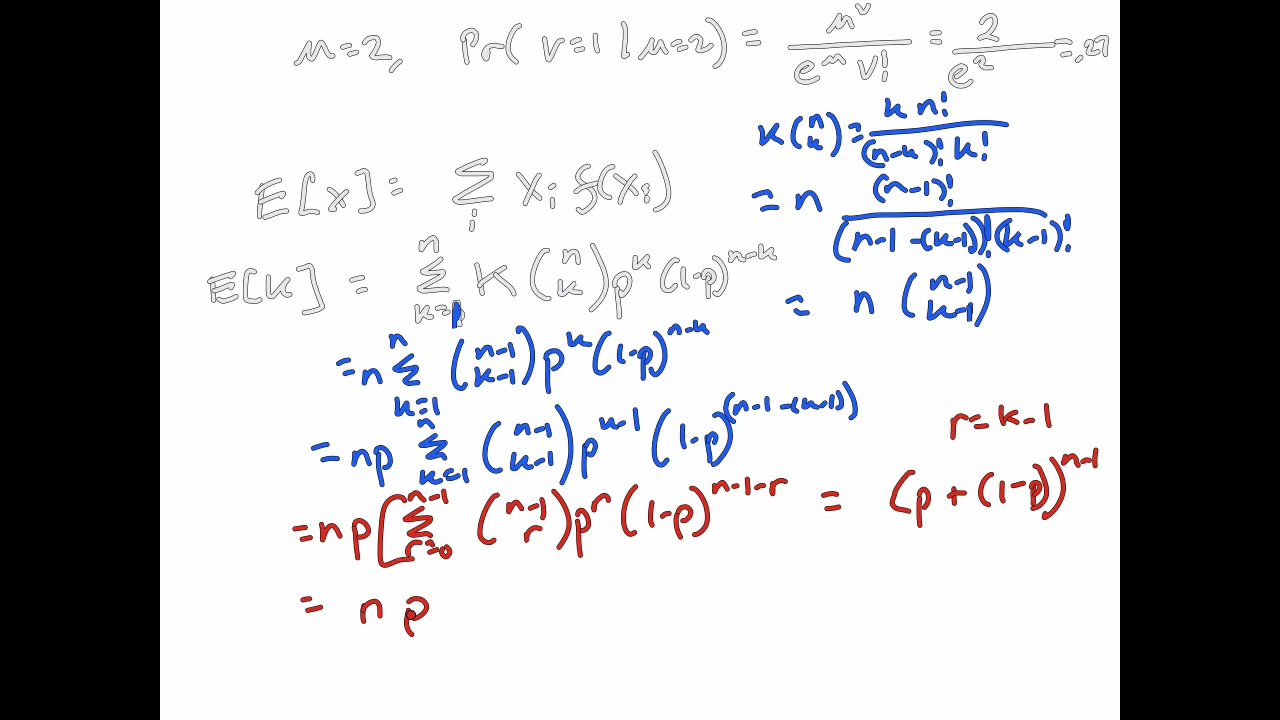 μ=2, Pr( v=1 | μ=2) = μ^v / e^μ v! = 2 / e^2 = .27
k (n k) = k n! / (n-k)! k!
= n (n-1)! / (n-1-(k-1))! (k-1)!
= n (n-1 k-1)
E[x] = Σ_i x_i f(x_i)
E[k] = Σ_{k=1}^{n} k (n k) p^k (1-p)^{n-k}
= n Σ_{k=1}^{n} (n-1 k-1) p^k (1-p)^{n-k}
= np Σ_{k=1}^{n} (n-1 k-1) p^{k-1} (1-p)^{(n-1-(k-1))}
r = k-1
= np [ Σ_{r=0}^{n-1} (n-1 r) p^r (1-p)^{n-1-r} = (p + (1-p))^{n-1}
= n p